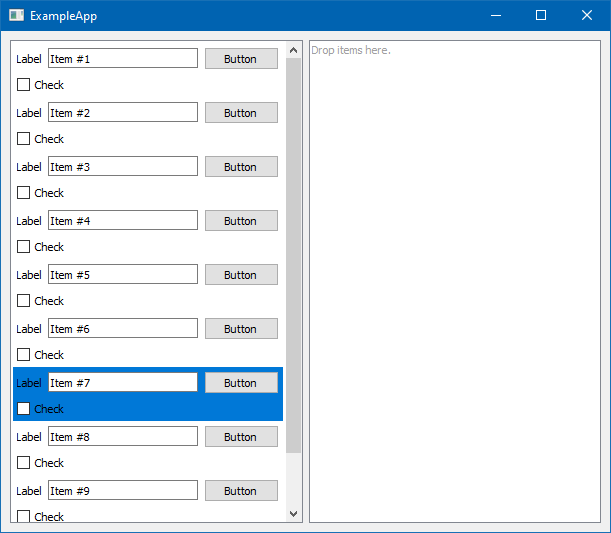 ExampleApp
Label Item #1 Button
Drop items here.
Check
Label Item #2 Button
Check
Label Item #3 Button
Check
Label Item #4 Button
Check
Label Item #5 Button
Check
Label Item #6 Button
Check
Label Item #7 Button
Check
Label Item #8 Button
Check
Label Item #9 Button
Check